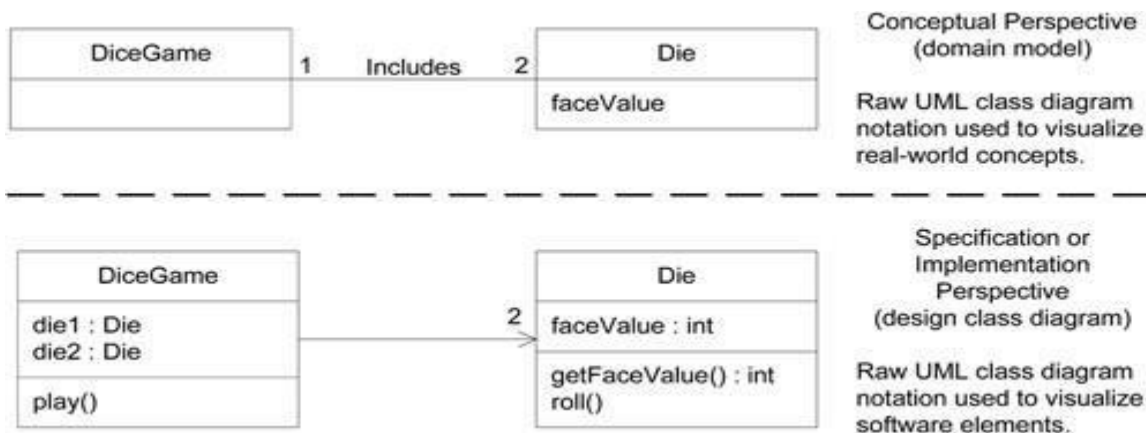 DiceGame
1 Includes 2
Die
faceValue
Conceptual Perspective
(domain model)
Raw UML class diagram
notation used to visualize
real-world concepts.
DiceGame
die1 : Die
die2 : Die
play()
2
Die
faceValue : int
getFaceValue() : int
roll()
Specification or
Implementation
Perspective
(design class diagram)
Raw UML class diagram
notation used to visualize
software elements.